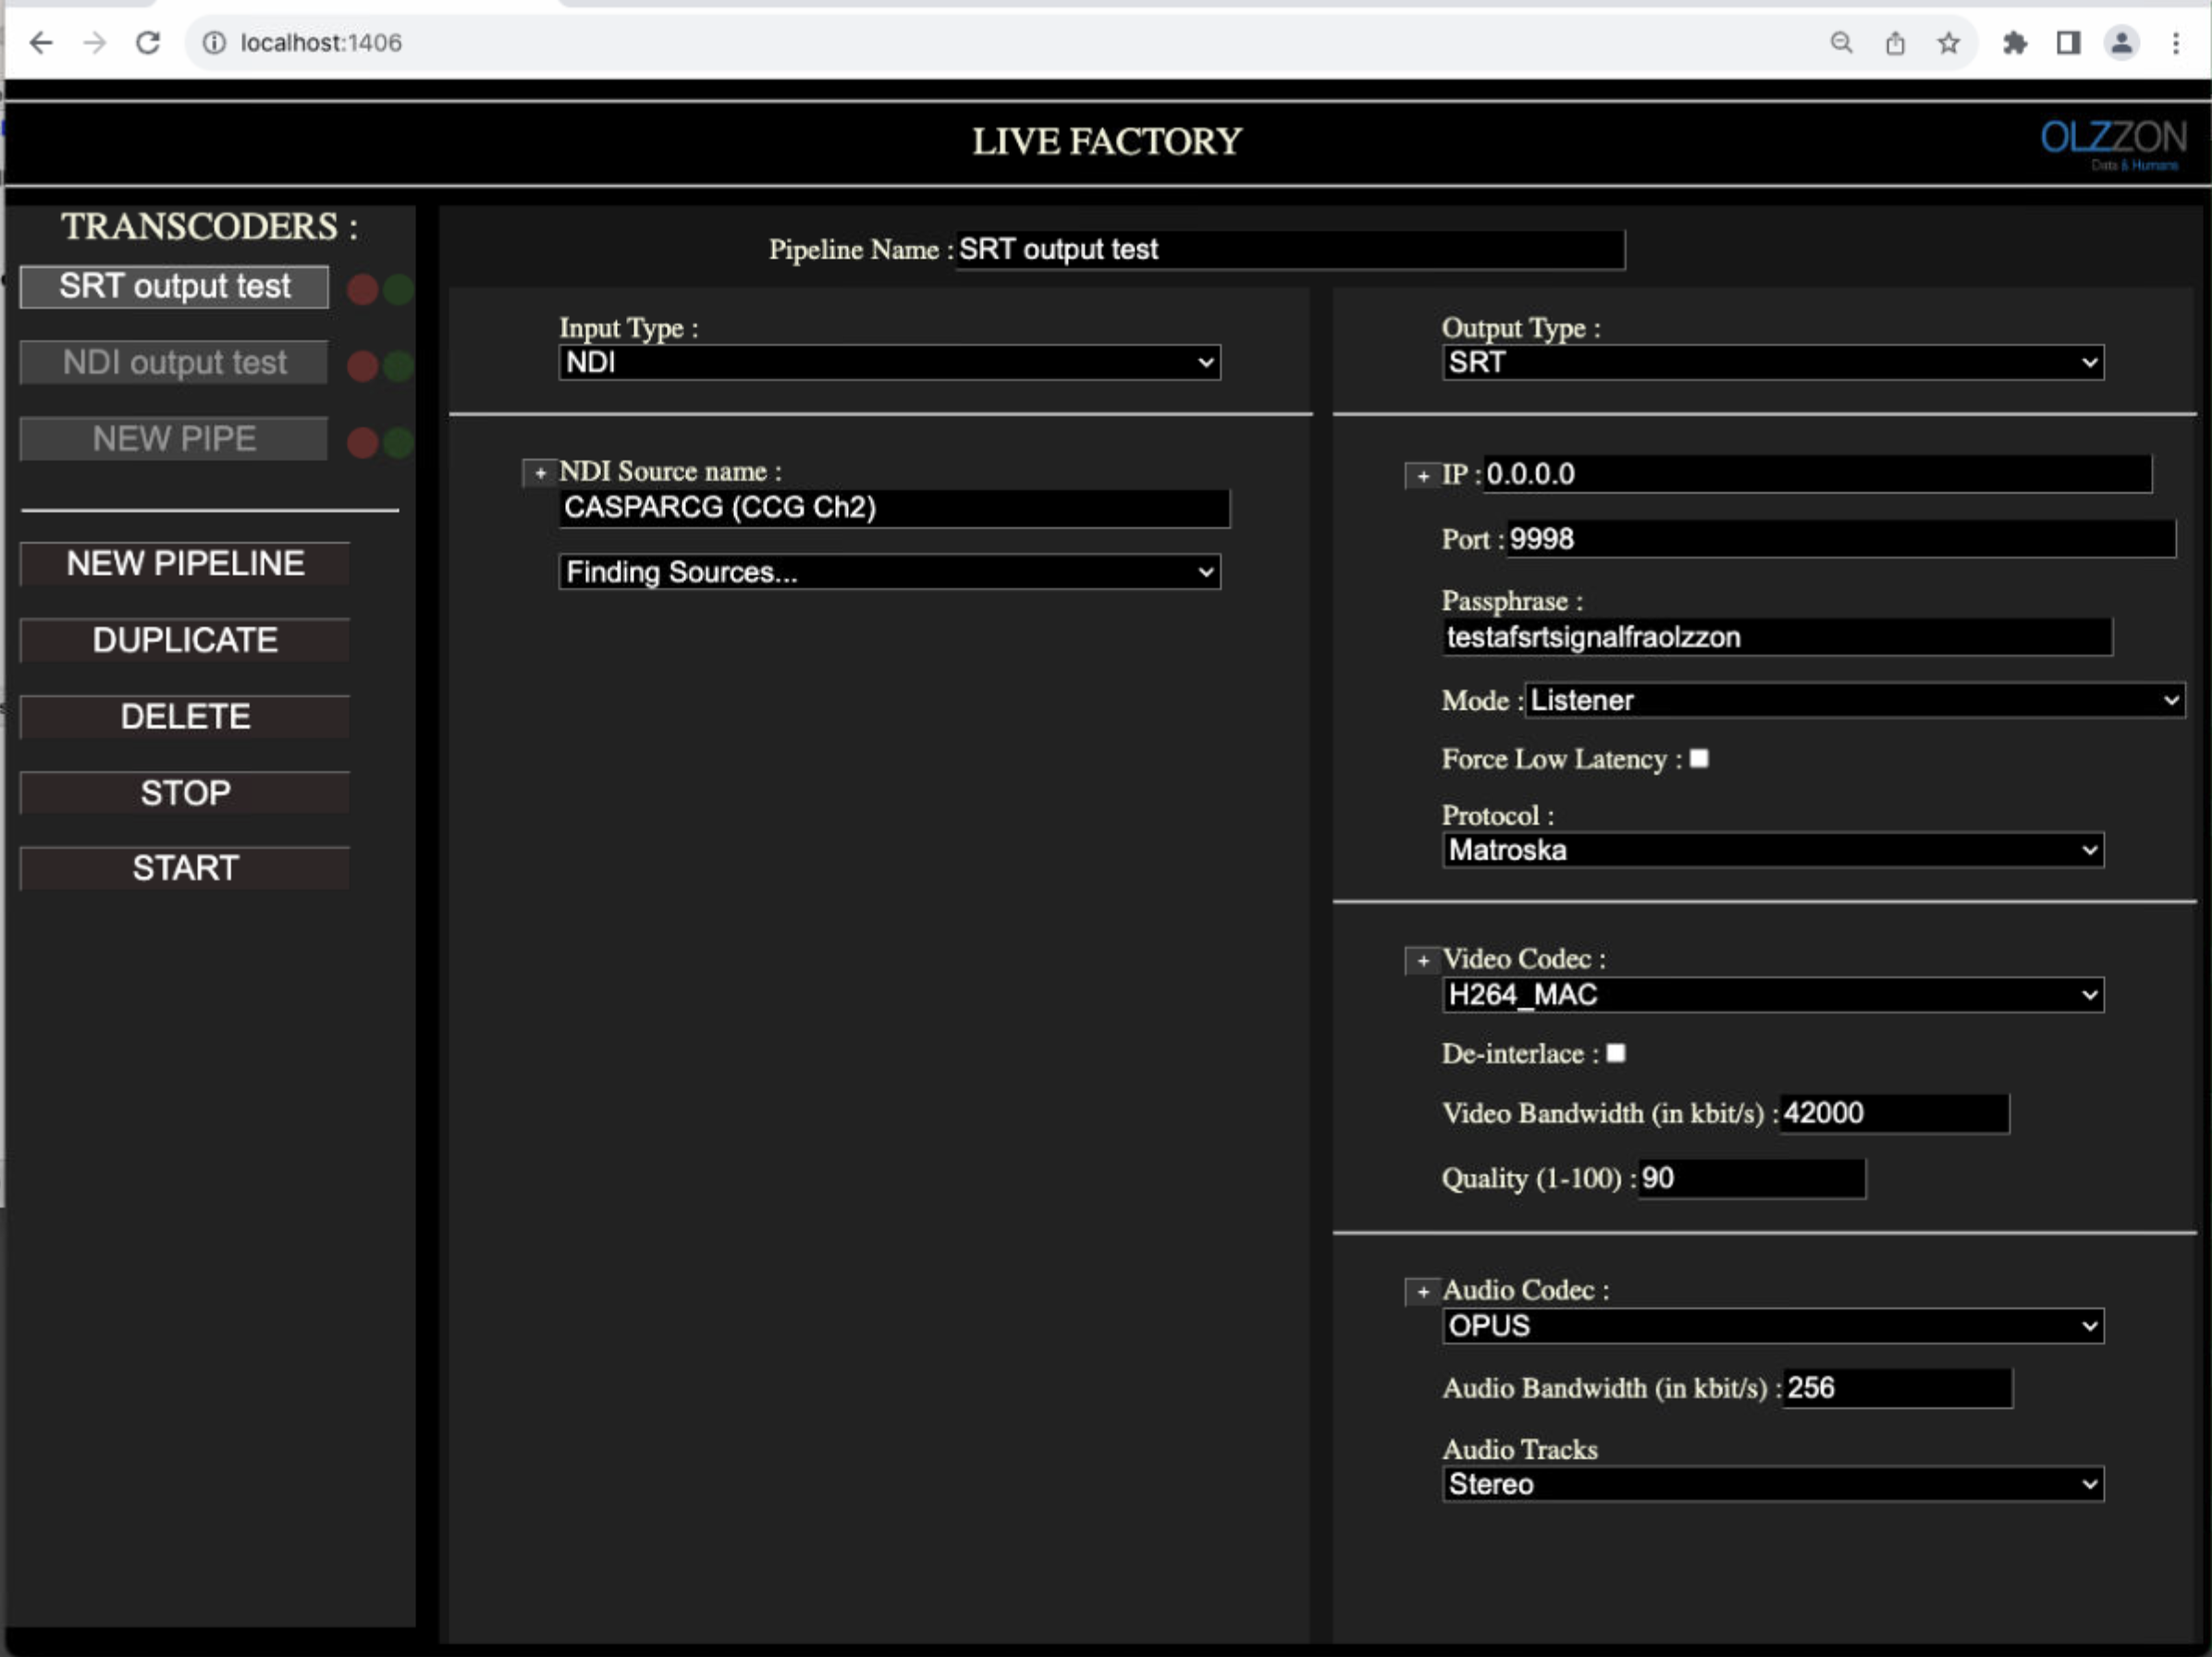 localhost:1406
LIVE FACTORY
OLZZON
Data & Humans
TRANSCODERS :
SRT output test
NDI output test
NEW PIPE
NEW PIPELINE
DUPLICATE
DELETE
STOP
START
Pipeline Name : SRT output test
Input Type :
NDI
+ NDI Source name :
CASPARCG (CCG Ch2)
Finding Sources...
Output Type :
SRT
+ IP : 0.0.0.0
Port : 9998
Passphrase :
testafsrtsignalfraolzzon
Mode : Listener
Force Low Latency :
Protocol :
Matroska
+ Video Codec :
H264_MAC
De-interlace :
Video Bandwidth (in kbit/s) : 42000
Quality (1-100) : 90
+ Audio Codec :
OPUS
Audio Bandwidth (in kbit/s) : 256
Audio Tracks
Stereo